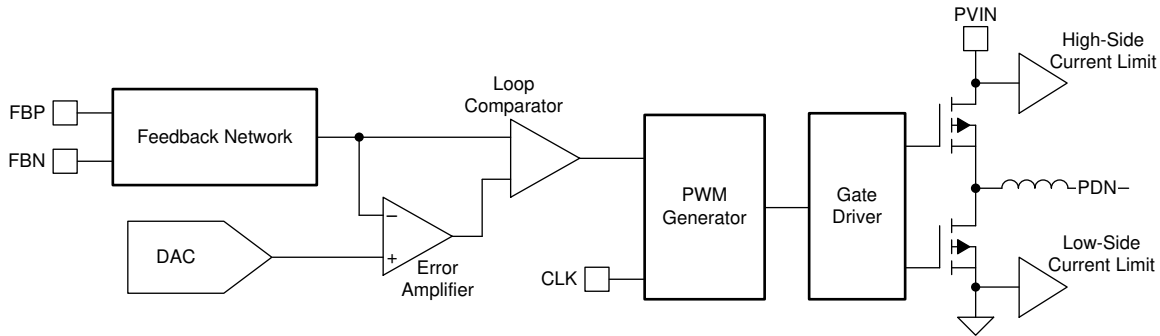 PVIN
High-Side
Current Limit
Loop
Comparator
FBP
FBN
Feedback Network
PWM
Generator
Gate
Driver
PDN
DAC
−
+
Error
Amplifier
CLK
Low-Side
Current Limit